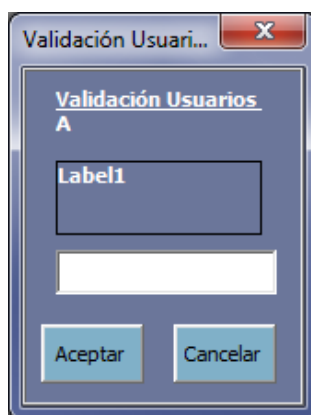 Validación Usuari...
Validación Usuarios
A
Label1
Aceptar
Cancelar